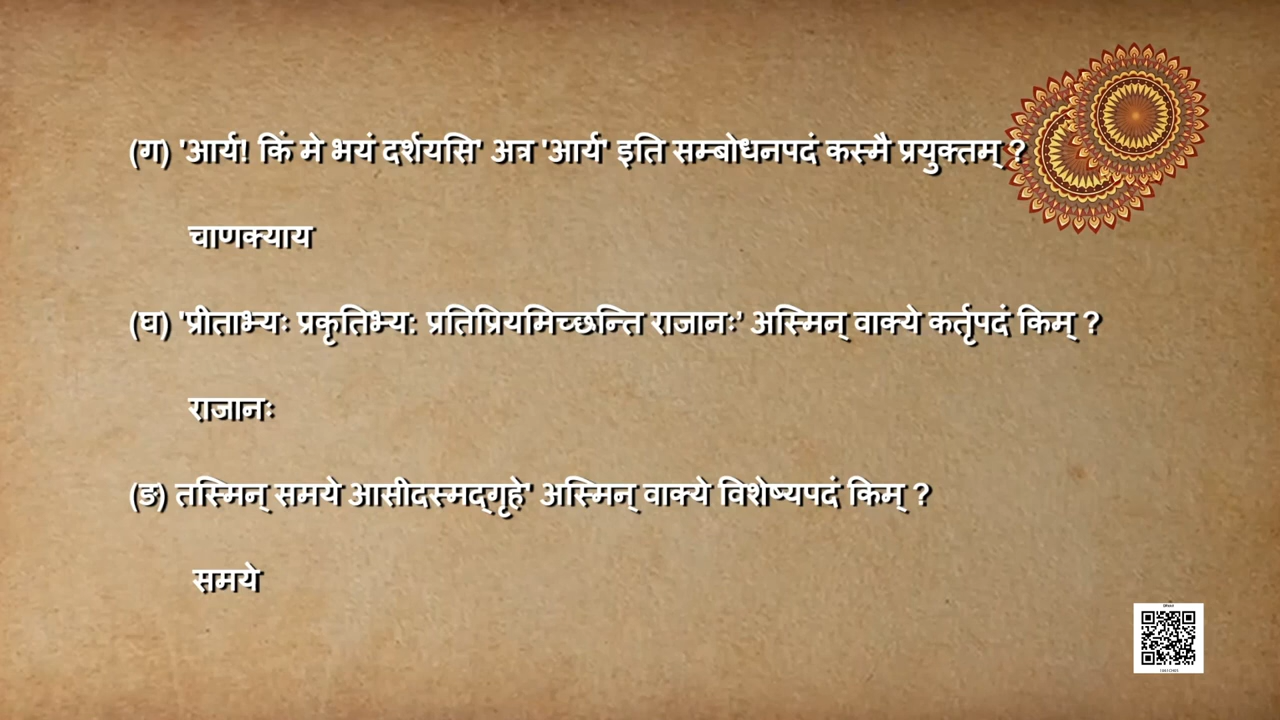 (ग) 'आर्य! किं मे भयं दर्शयसि' अत्र 'आर्य' इति सम्बोधनपदं कस्मै प्रयुक्तम् ?
चाणक्याय
(घ) 'प्रीताभ्यः प्रकृतिभ्य: प्रतिप्रियमिच्छन्ति राजानः' अस्मिन् वाक्ये कर्तृपदं किम् ?
राजानः
(ङ) तस्मिन् समये आसीदस्मद्‌गृहे' अस्मिन् वाक्ये विशेष्यपदं किम् ?
समये